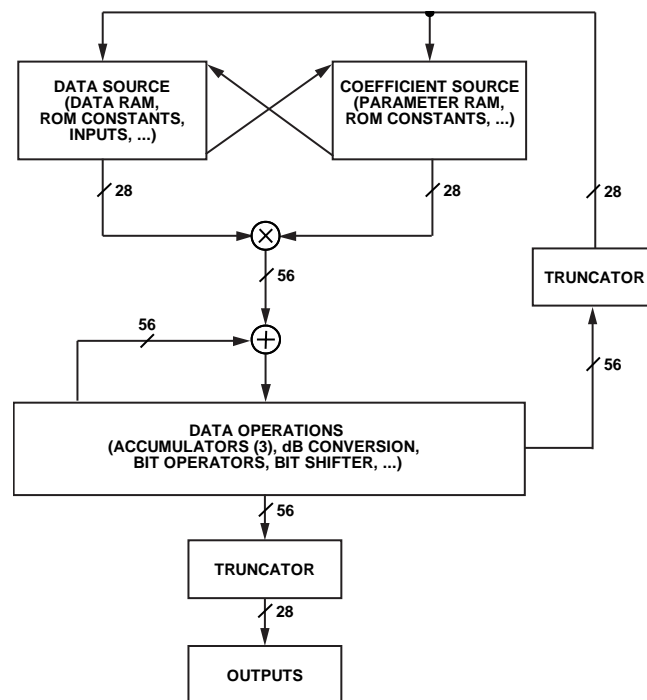 DATA SOURCE
(DATA RAM,
ROM CONSTANTS,
INPUTS, ...)
COEFFICIENT SOURCE
(PARAMETER RAM,
ROM CONSTANTS, ...)
28
28
28
TRUNCATOR
56
56
56
DATA OPERATIONS
(ACCUMULATORS (3), dB CONVERSION,
BIT OPERATORS, BIT SHIFTER, ...)
56
TRUNCATOR
28
OUTPUTS